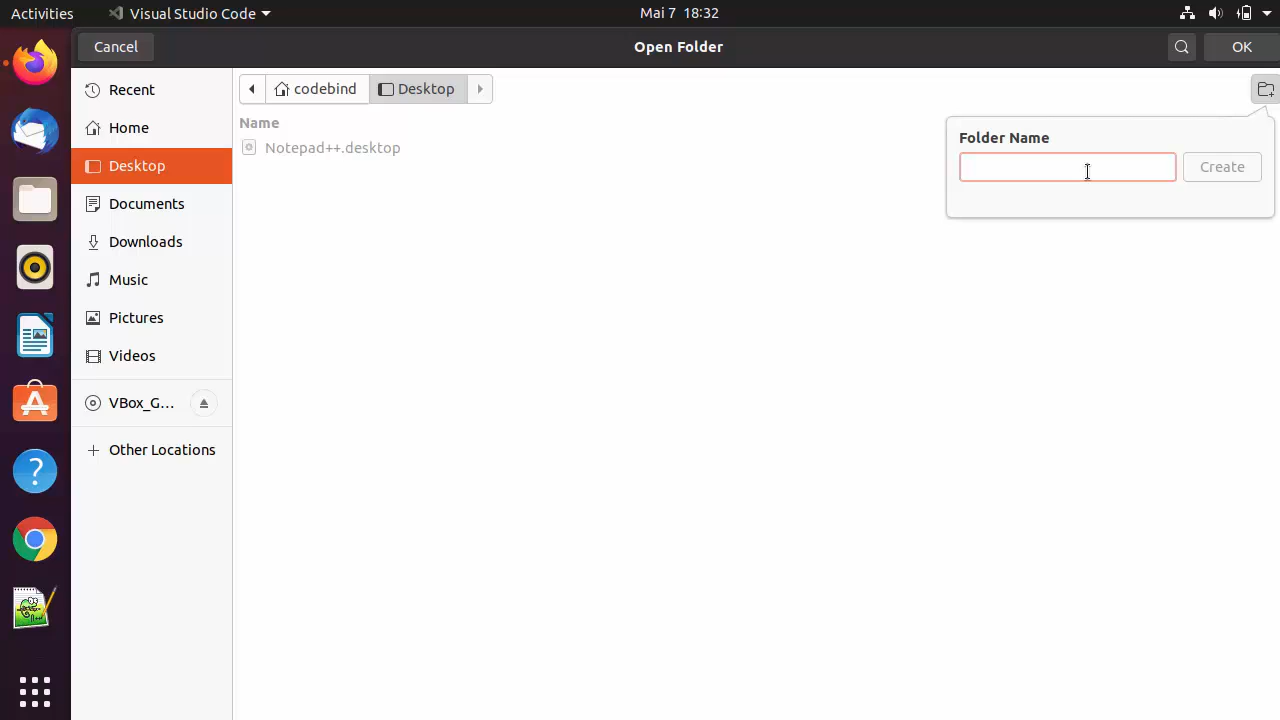 Activities
Visual Studio Code
Mai 7 18:32
Cancel
Open Folder
OK
Recent
Home
Desktop
Documents
Downloads
Music
Pictures
Videos
VBox_G…
Other Locations
codebind
Desktop
Name
Notepad++.desktop
Folder Name
Create